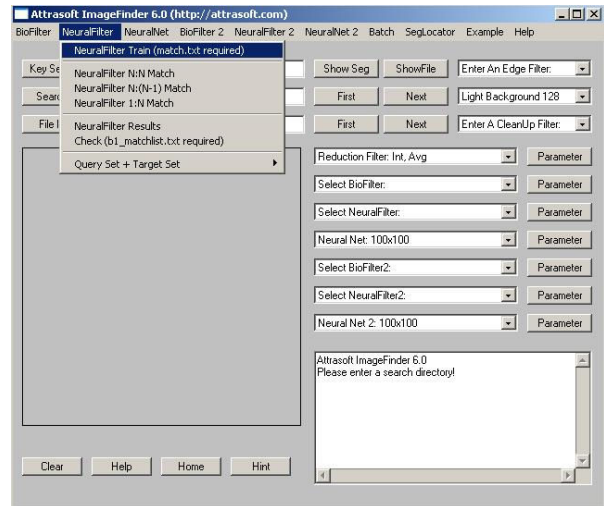 Attrasoft ImageFinder 6.0 (http://attrasoft.com)
BioFilter NeuralFilter NeuralNet BioFilter 2 NeuralFilter 2 NeuralNet 2 Batch SegLocator Example Help
NeuralFilter Train (match.txt required)
NeuralFilter N:N Match
NeuralFilter N:(N-1) Match
NeuralFilter 1:N Match
NeuralFilter Results
Check (b1_matchlist.txt required)
Query Set + Target Set
Key Se
Show Seg ShowFile Enter An Edge Filter:
Sear
First Next Light Background 128
File
First Next Enter A CleanUp Filter:
Reduction Filter: Int, Avg Parameter
Select BioFilter: Parameter
Select NeuralFilter: Parameter
Neural Net: 100x100 Parameter
Select BioFilter2: Parameter
Select NeuralFilter2: Parameter
Neural Net 2: 100x100 Parameter
Attrasoft ImageFinder 6.0
Please enter a search directory!
Clear Help Home Hint